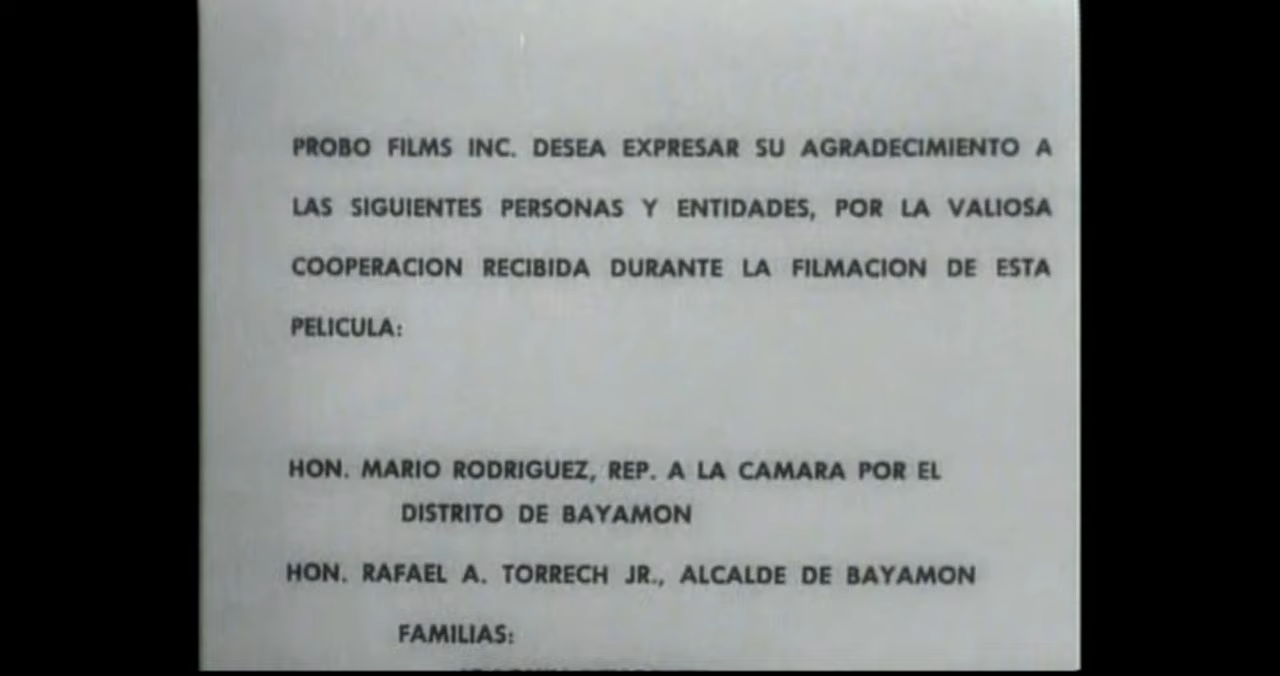 PROBO FILMS INC. DESEA EXPRESAR SU AGRADECIMIENTO A
LAS SIGUIENTES PERSONAS Y ENTIDADES, POR LA VALIOSA
COOPERACION RECIBIDA DURANTE LA FILMACION DE ESTA
PELICULA:
HON. MARIO RODRIGUEZ, REP. A LA CAMARA POR EL
DISTRITO DE BAYAMON
HON. RAFAEL A. TORRECH JR., ALCALDE DE BAYAMON
FAMILIAS: